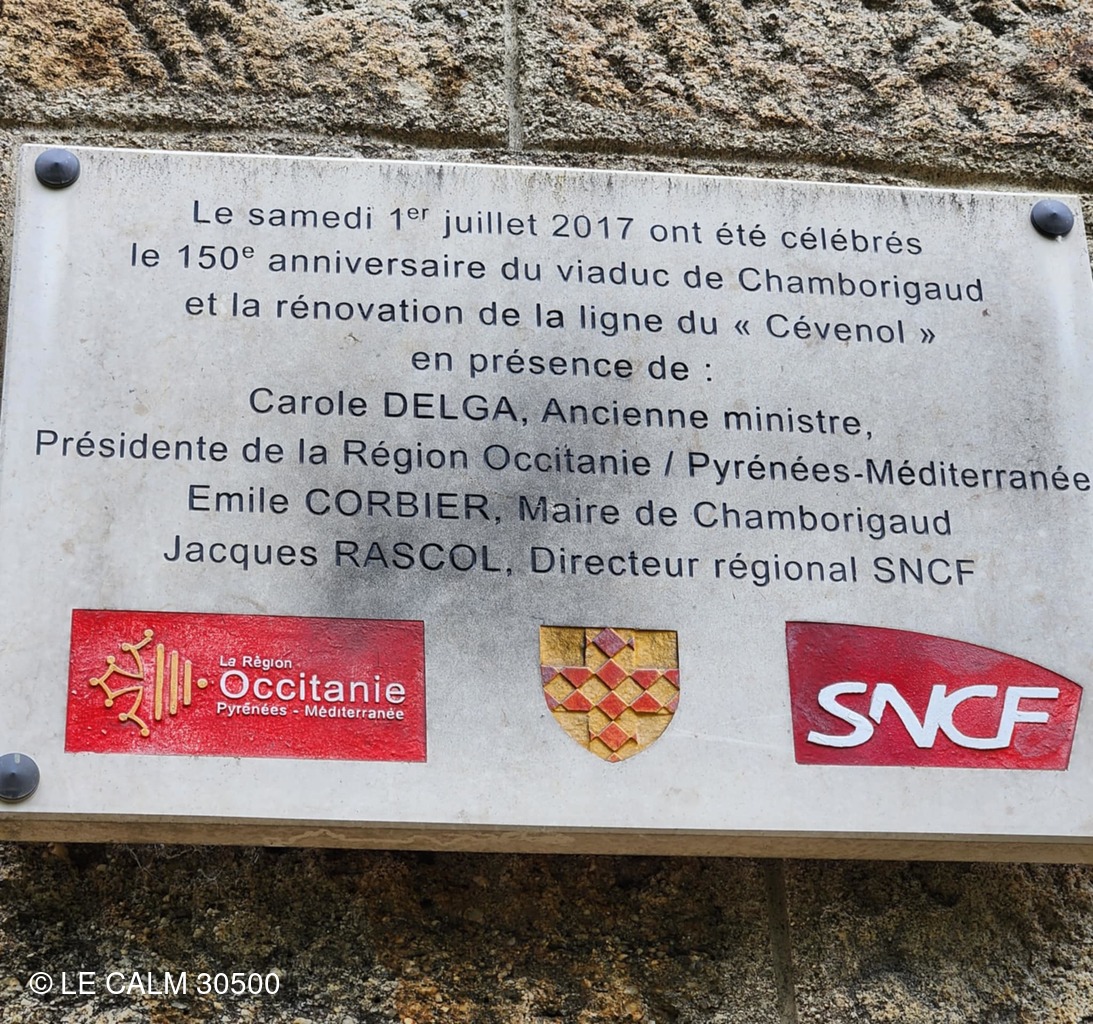 Le samedi 1er juillet 2017 ont été célébrés
le 150e anniversaire du viaduc de Chamborigaud
et la rénovation de la ligne du « Cévenol »
en présence de :
Carole DELGA, Ancienne ministre,
Présidente de la Région Occitanie / Pyrénées-Méditerranée
Emile CORBIER, Maire de Chamborigaud
Jacques RASCOL, Directeur régional SNCF
La Région
Occitanie
Pyrénées - Méditerranée
SNCF
© LE CALM 30500